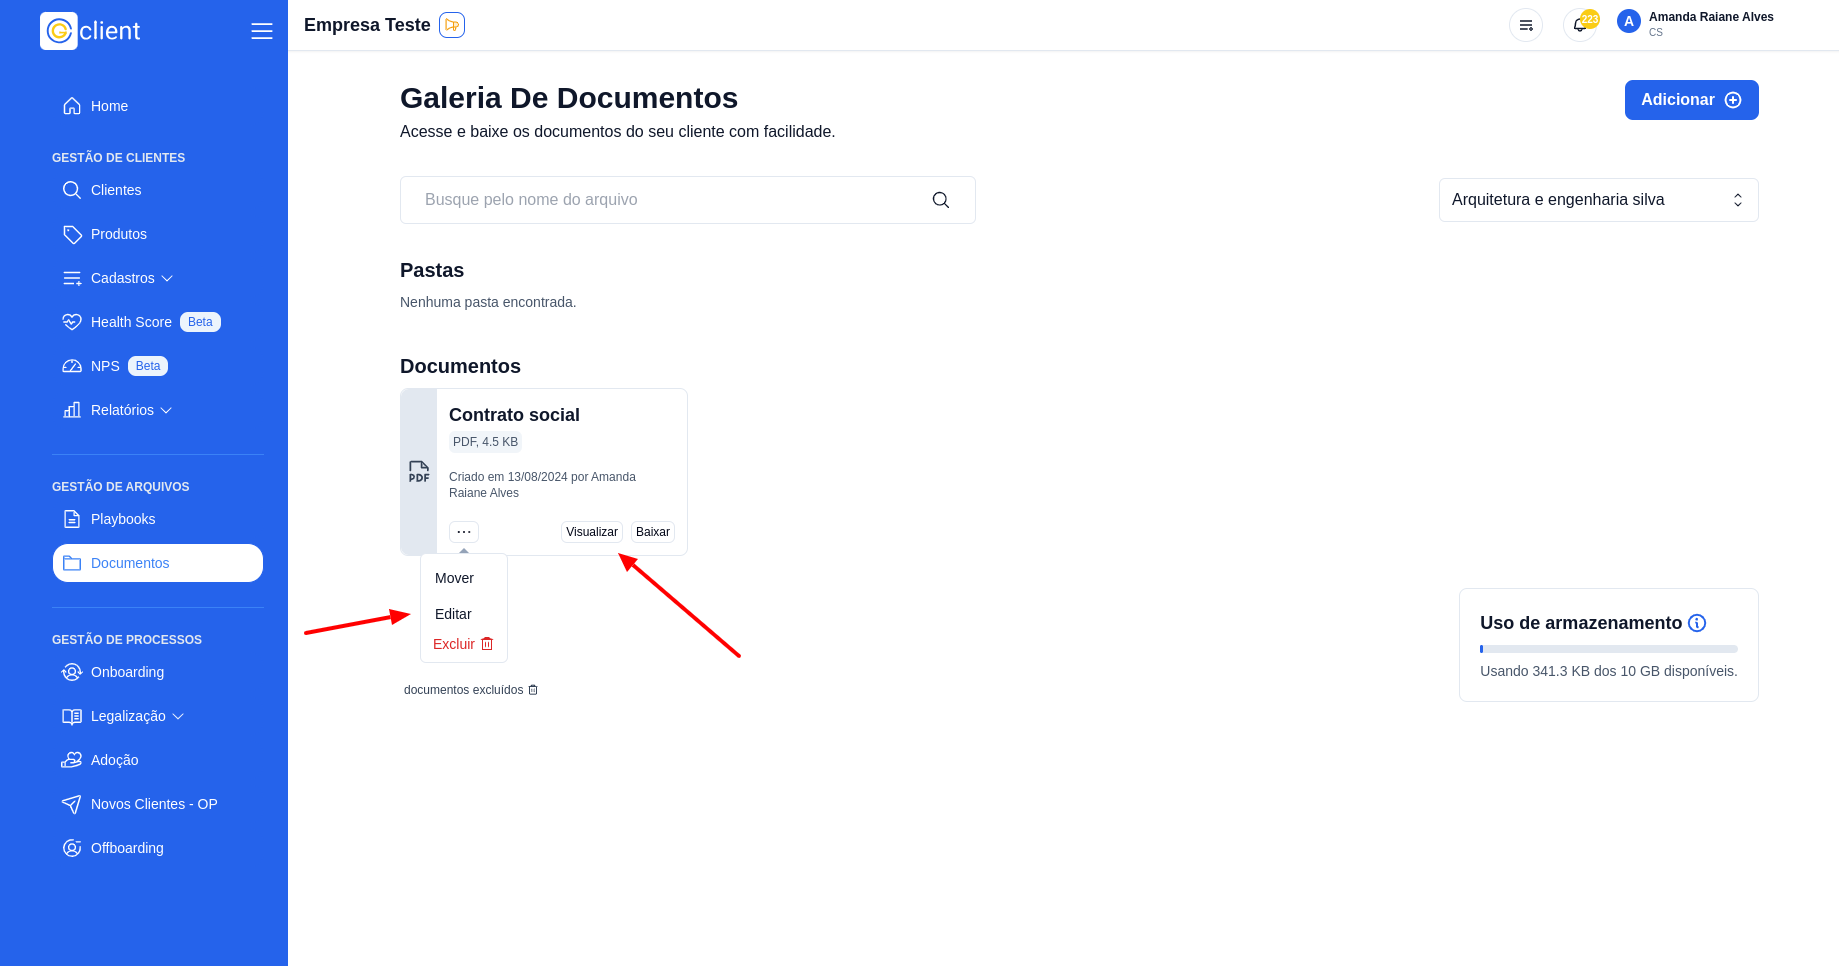 Gclient
Home
GESTÃO DE CLIENTES
Clientes
Produtos
Cadastros
Health Score Beta
NPS Beta
Relatórios
GESTÃO DE ARQUIVOS
Playbooks
Documentos
GESTÃO DE PROCESSOS
Onboarding
Legalização
Adoção
Novos Clientes - OP
Offboarding
Empresa Teste
223
A
Amanda Raiane Alves
CS
Galeria De Documentos
Acesse e baixe os documentos do seu cliente com facilidade.
Adicionar
Busque pelo nome do arquivo
Arquitetura e engenharia silva
Pastas
Nenhuma pasta encontrada.
Documentos
PDF
Contrato social
PDF, 4.5 KB
Criado em 13/08/2024 por Amanda
Raiane Alves
... Visualizar Baixar
Mover
Editar
Excluir
documentos excluídos
Uso de armazenamento
Usando 341.3 KB dos 10 GB disponíveis.